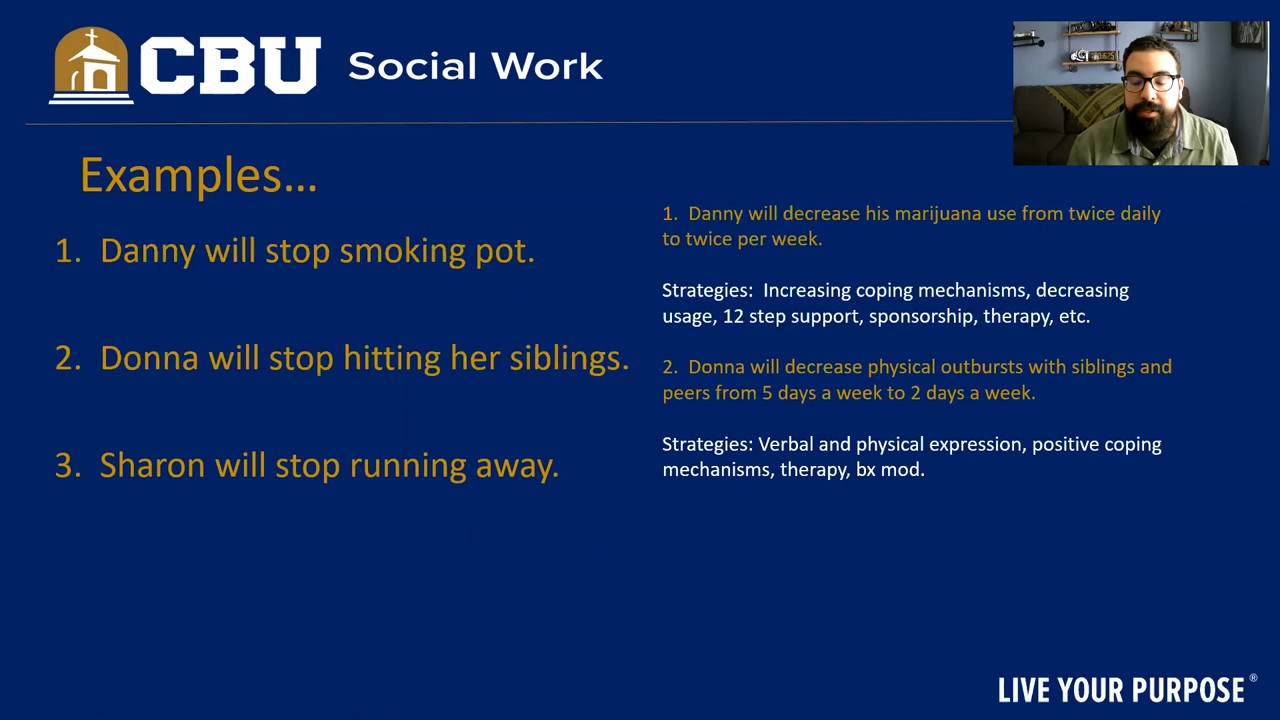 CBU Social Work
Examples...
1. Danny will stop smoking pot.
2. Donna will stop hitting her siblings.
3. Sharon will stop running away.
1. Danny will decrease his marijuana use from twice daily
to twice per week.
Strategies: Increasing coping mechanisms, decreasing
usage, 12 step support, sponsorship, therapy, etc.
2. Donna will decrease physical outbursts with siblings and
peers from 5 days a week to 2 days a week.
Strategies: Verbal and physical expression, positive coping
mechanisms, therapy, bx mod.
LIVE YOUR PURPOSE®